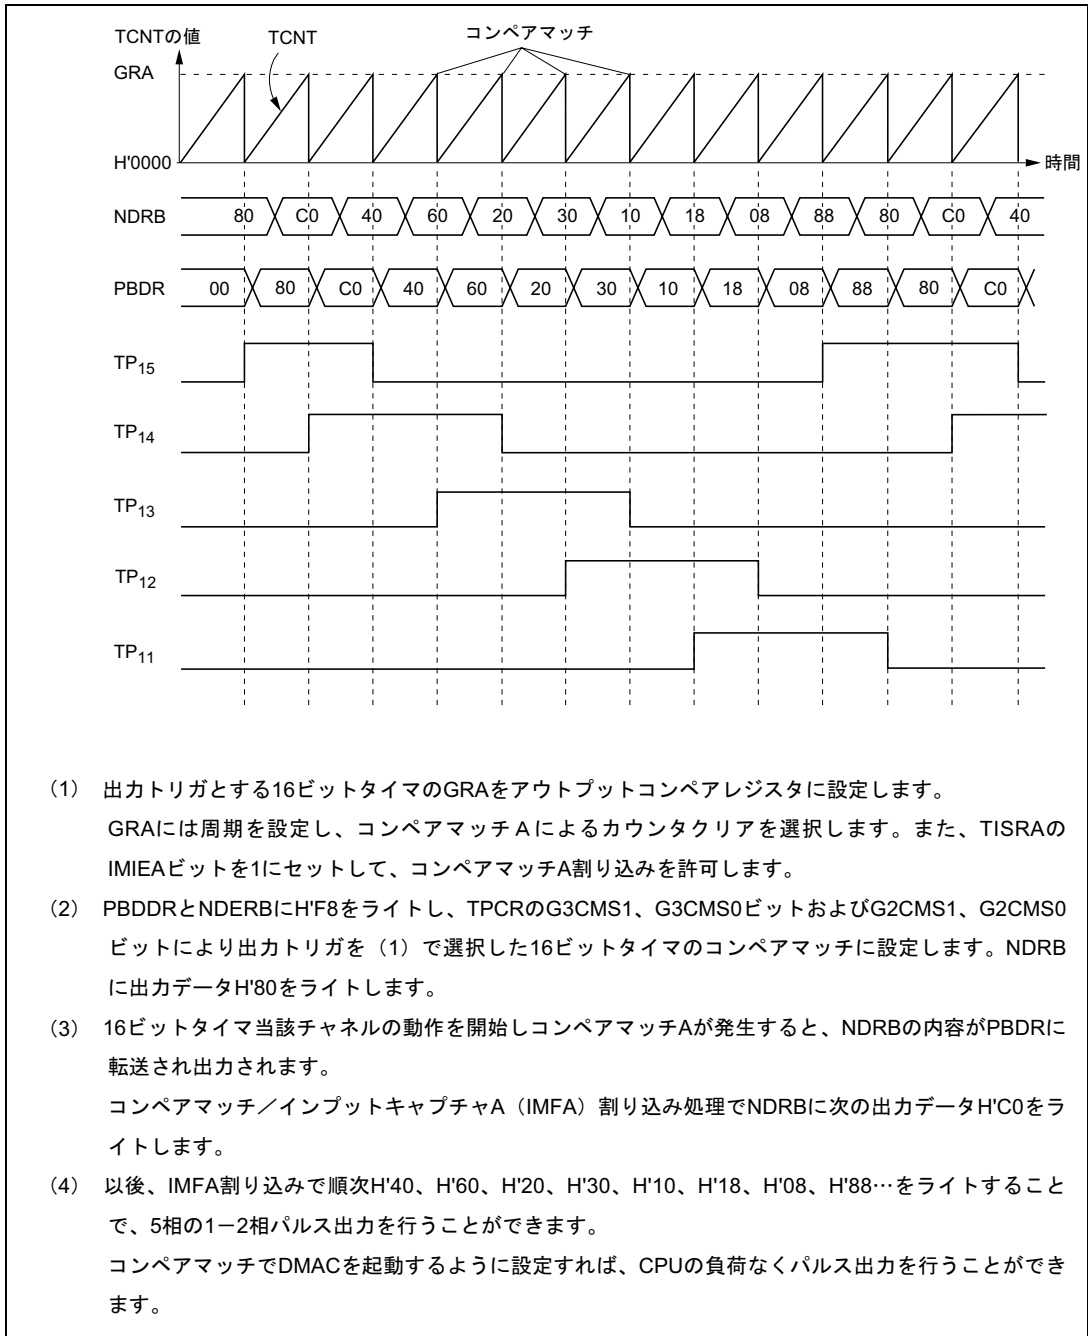 TCNTの値
TCNT
コンペアマッチ
GRA
H'0000
時間
NDRB 80 C0 40 60 20 30 10 18 08 88 80 C0 40
PBDR 00 80 C0 40 60 20 30 10 18 08 88 80 C0
TP15
TP14
TP13
TP12
TP11
（1） 出力トリガとする16ビットタイマのGRAをアウトプットコンペアレジスタに設定します。
GRAには周期を設定し、コンペアマッチAによるカウンタクリアを選択します。また、TISRAの
IMIEAビットを1にセットして、コンペアマッチA割り込みを許可します。
（2） PBDDRとNDERBにH'F8をライトし、TPCRのG3CMS1、G3CMS0ビットおよびG2CMS1、G2CMS0
ビットにより出力トリガを（1）で選択した16ビットタイマのコンペアマッチに設定します。NDRB
に出力データH'80をライトします。
（3） 16ビットタイマ当該チャネルの動作を開始しコンペアマッチAが発生すると、NDRBの内容がPBDRに
転送され出力されます。
コンペアマッチ／インプットキャプチャA（IMFA）割り込み処理でNDRBに次の出力データH'C0をラ
イトします。
（4） 以後、IMFA割り込みで順次H'40、H'60、H'20、H'30、H'10、H'18、H'08、H'88…をライトすること
で、5相の1－2相パルス出力を行うことができます。
コンペアマッチでDMACを起動するように設定すれば、CPUの負荷なくパルス出力を行うことができ
ます。